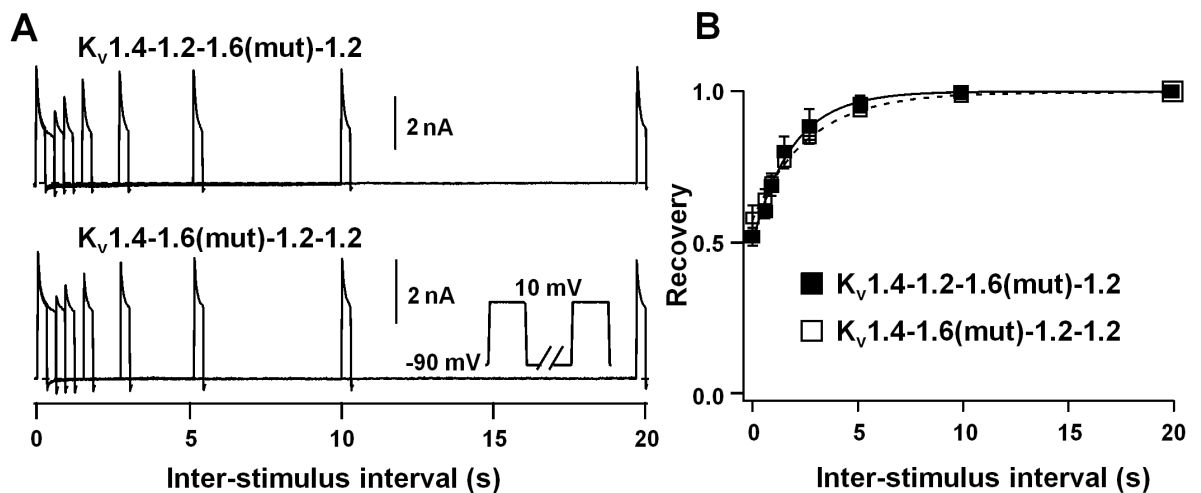 A
Kv1.4-1.2-1.6(mut)-1.2
2 nA
Kv1.4-1.6(mut)-1.2-1.2
2 nA
10 mV
-90 mV
0
5
10
15
20
Inter-stimulus interval (s)
B
Recovery
1.0
0.5
0.0
Kv1.4-1.2-1.6(mut)-1.2
Kv1.4-1.6(mut)-1.2-1.2
0
5
10
15
20
Inter-stimulus interval (s)